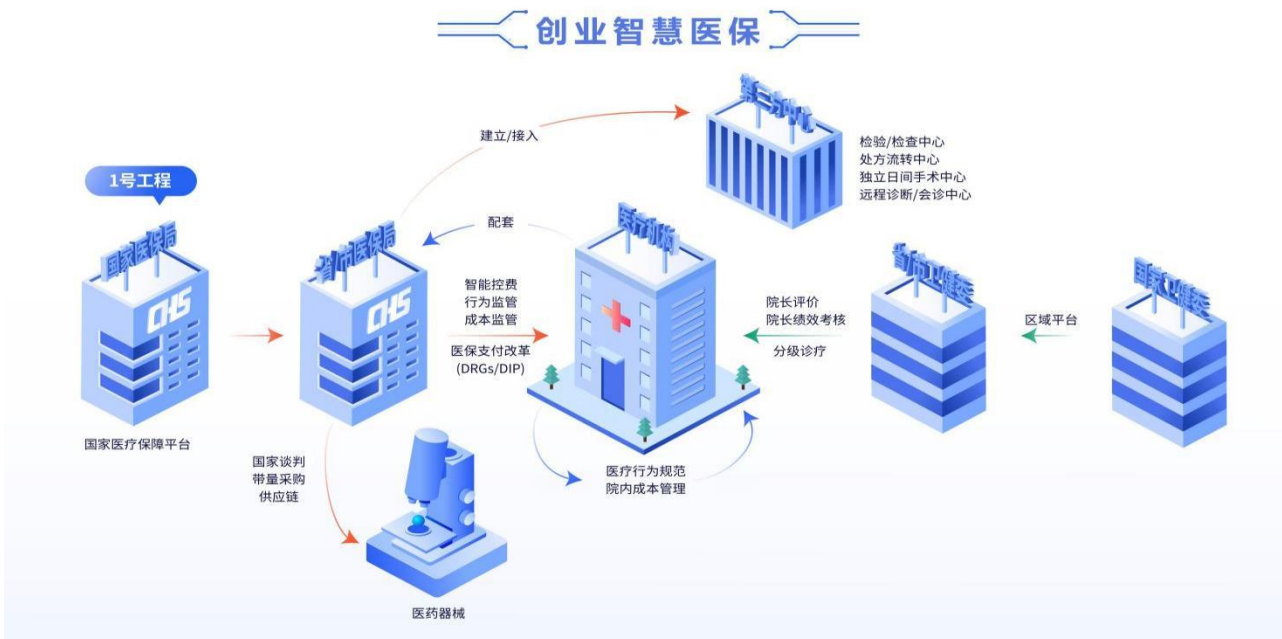 创业智慧医保
第三方中心
建立/接入
检验/检查中心
处方流转中心
独立日间手术中心
远程诊断/会诊中心
1号工程
国家医保局
CHS
国家医疗保障平台
省/市医保局
CHS
配套
医疗机构
智能控费
行为监管
成本监管
医保支付改革
(DRGs/DIP)
院长评价
院长绩效考核
分级诊疗
省/市卫健委
区域平台
国家卫健委
国家谈判
带量采购
供应链
医疗行为规范
院内成本管理
医药器械